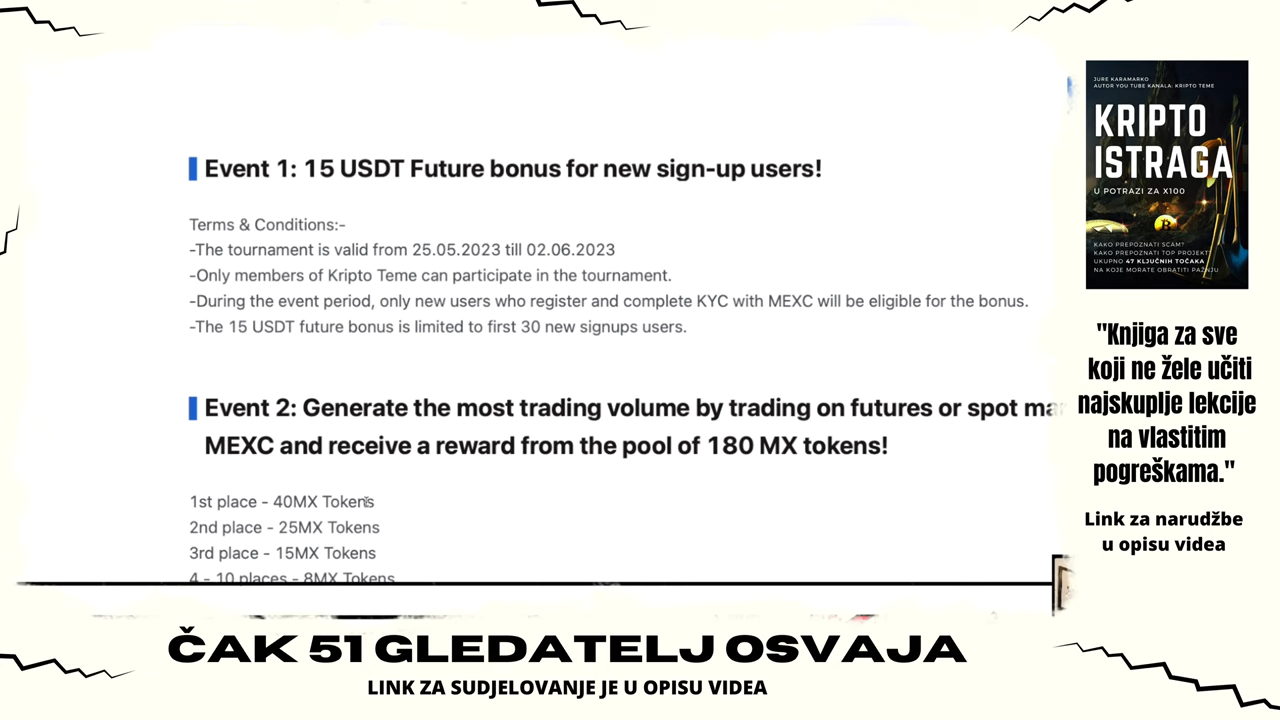 Event 1: 15 USDT Future bonus for new sign-up users!
Terms & Conditions:-
-The tournament is valid from 25.05.2023 till 02.06.2023
-Only members of Kripto Teme can participate in the tournament.
-During the event period, only new users who register and complete KYC with MEXC will be eligible for the bonus.
-The 15 USDT future bonus is limited to first 30 new signups users.
Event 2: Generate the most trading volume by trading on futures or spot
MEXC and receive a reward from the pool of 180 MX tokens!
1st place - 40MX Tokens
2nd place - 25MX Tokens
3rd place - 15MX Tokens
4 - 10 places - 8MX Tokens
JURE KARAMARKO
AUTOR YOU TUBE KANALA: KRIPTO TEME
KRIPTO
ISTRAGA
U POTRAZI ZA X100
KAKO PREPOZNATI SCAM?
KAKO PREPOZNATI TOP PROJEKT
UKUPNO 47 KLJUČNIH TOČAKA
NA KOJE MORATE OBRATITI PAŽNJU
"Knjiga za sve
koji ne žele učiti
najskuplje lekcije
na vlastitim
pogreškama."
Link za narudžbe
u opisu videa
ČAK 51 GLEDATELJ OSVAJA
LINK ZA SUDJELOVANJE JE U OPISU VIDEA